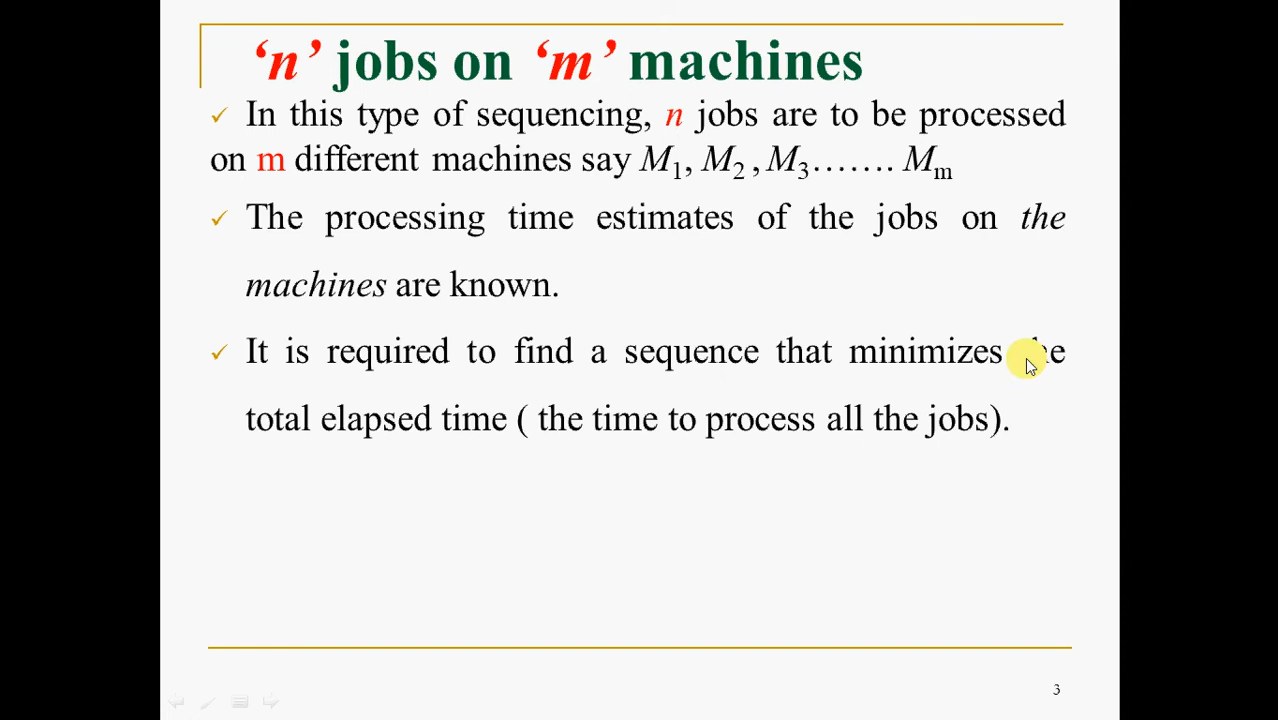 ‘n’ jobs on ‘m’ machines
✓ In this type of sequencing, n jobs are to be processed
on m different machines say M₁, M₂ , M₃……. Mₘ
✓ The processing time estimates of the jobs on the
machines are known.
✓ It is required to find a sequence that minimizes the
total elapsed time ( the time to process all the jobs).
3